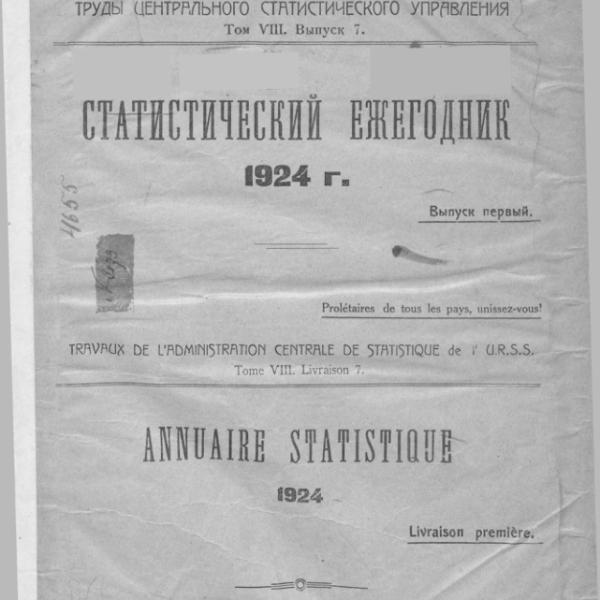 ТРУДЫ ЦЕНТРАЛЬНОГО СТАТИСТИЧЕСКОГО УПРАВЛЕНИЯ
Том VIII. Выпуск 7.
СТАТИСТИЧЕСКИЙ ЕЖЕГОДНИК
1924 г.
Выпуск первый.
4655
Prolétaires de tous les pays, unissez-vous!
TRAVAUX DE L'ADMINISTRATION CENTRALE DE STATISTIQUE de l' U.R.S.S.
Tome VIII. Livraison 7.
ANNUAIRE STATISTIQUE
1924
Livraison première.